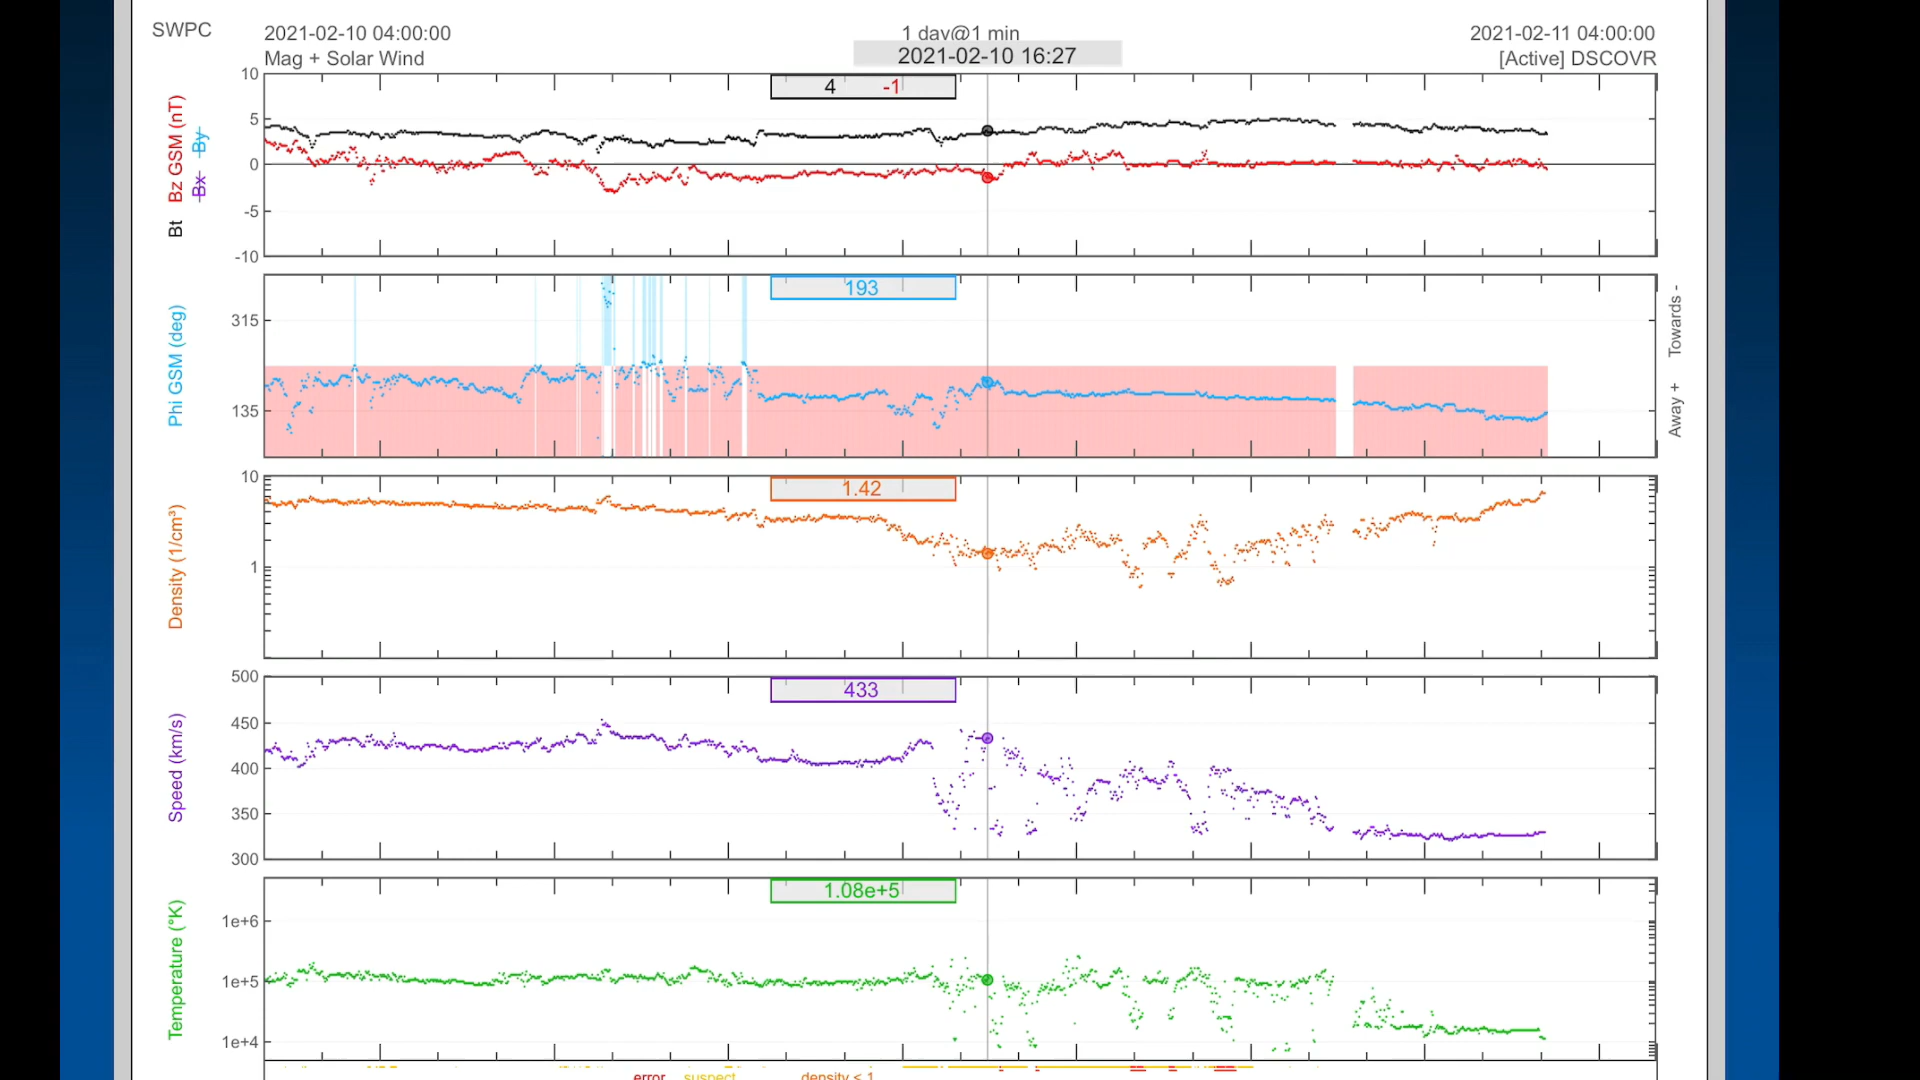 SWPC
2021-02-10 04:00:00
1 day@1 min
2021-02-11 04:00:00
Mag + Solar Wind
2021-02-10 16:27
[Active] DSCOVR
Bt Bz GSM (nT)
Bx By
10
5
0
-5
-10
4 -1
Phi GSM (deg)
315
135
193
Away + Towards -
Density (1/cm³)
10
1
1.42
Speed (km/s)
500
450
400
350
300
433
Temperature (°K)
1e+6
1e+5
1e+4
1.08e+5
error suspect density < 1